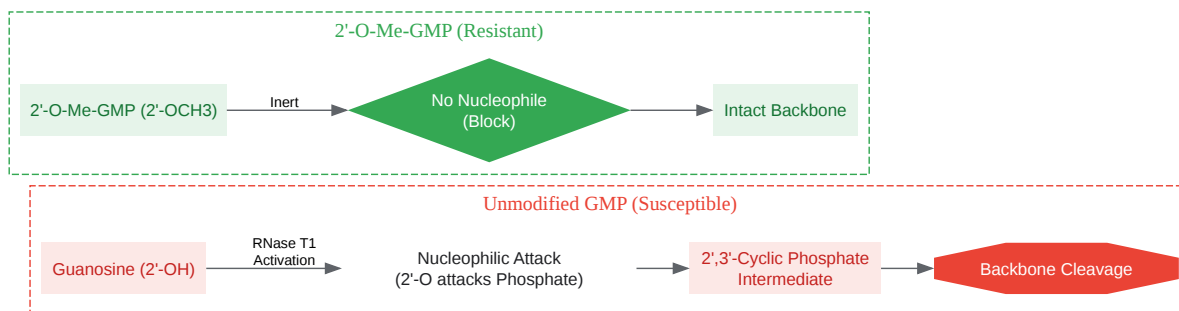 2'-O-Me-GMP (Resistant)
2'-O-Me-GMP (2'-OCH3)
Inert
No Nucleophile
(Block)
Intact Backbone
Unmodified GMP (Susceptible)
Guanosine (2'-OH)
RNase T1
Activation
Nucleophilic Attack
(2'-O attacks Phosphate)
2',3'-Cyclic Phosphate
Intermediate
Backbone Cleavage